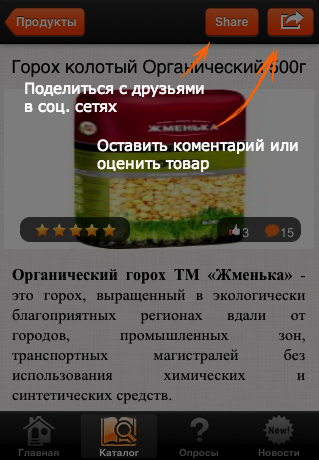 Продукты
Share
Горох колотый Органический 500г
Поделиться с друзьями
в соц. сетях
Оставить коментарий или
оценить товар
ЖМЕНЬКА
3
15
Органический горох ТМ «Жменька» -
это горох, выращенный в экологически
благоприятных регионах вдали от
городов, промышленных зон,
транспортных магистралей без
использования химических и
синтетических средств.
Главная
Каталог
Опросы
New!
Новости